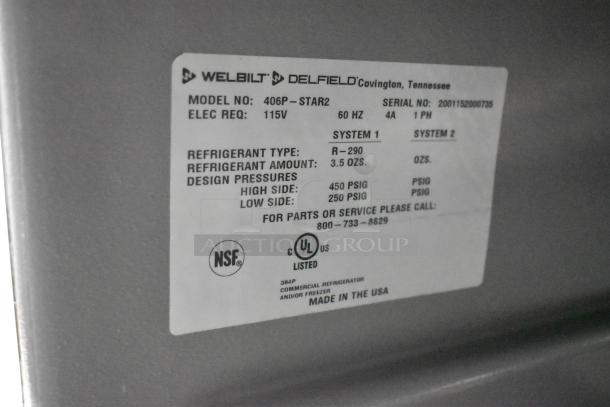 WELBILT DELFIELD Covington, Tennessee
MODEL NO: 406P-STAR2 SERIAL NO: 2001152000735
ELEC REQ: 115V 60 HZ 4A 1 PH
SYSTEM 1 SYSTEM 2
REFRIGERANT TYPE: R-290
REFRIGERANT AMOUNT: 3.5 OZS. OZS.
DESIGN PRESSURES
HIGH SIDE: 450 PSIG PSIG
LOW SIDE: 250 PSIG PSIG
FOR PARTS OR SERVICE PLEASE CALL:
800-733-8829
AUCTION GROUP
NSF®
C UL US
LISTED
384P
COMMERCIAL REFRIGERATOR
AND/OR FREEZER
MADE IN THE USA